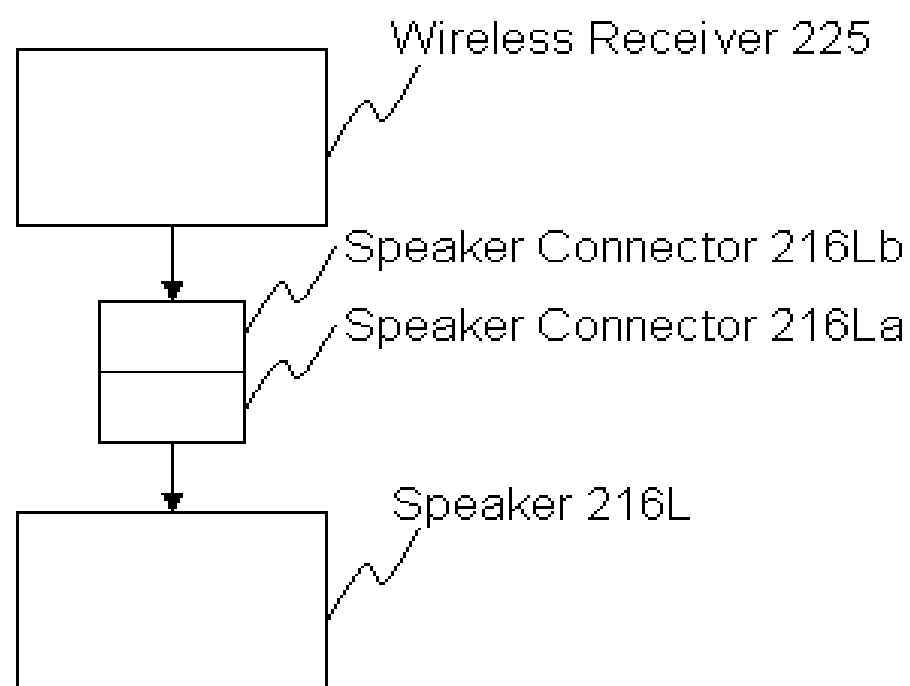 Wireless Receiver 225
Speaker Connector 216Lb
Speaker Connector 216La
Speaker 216L